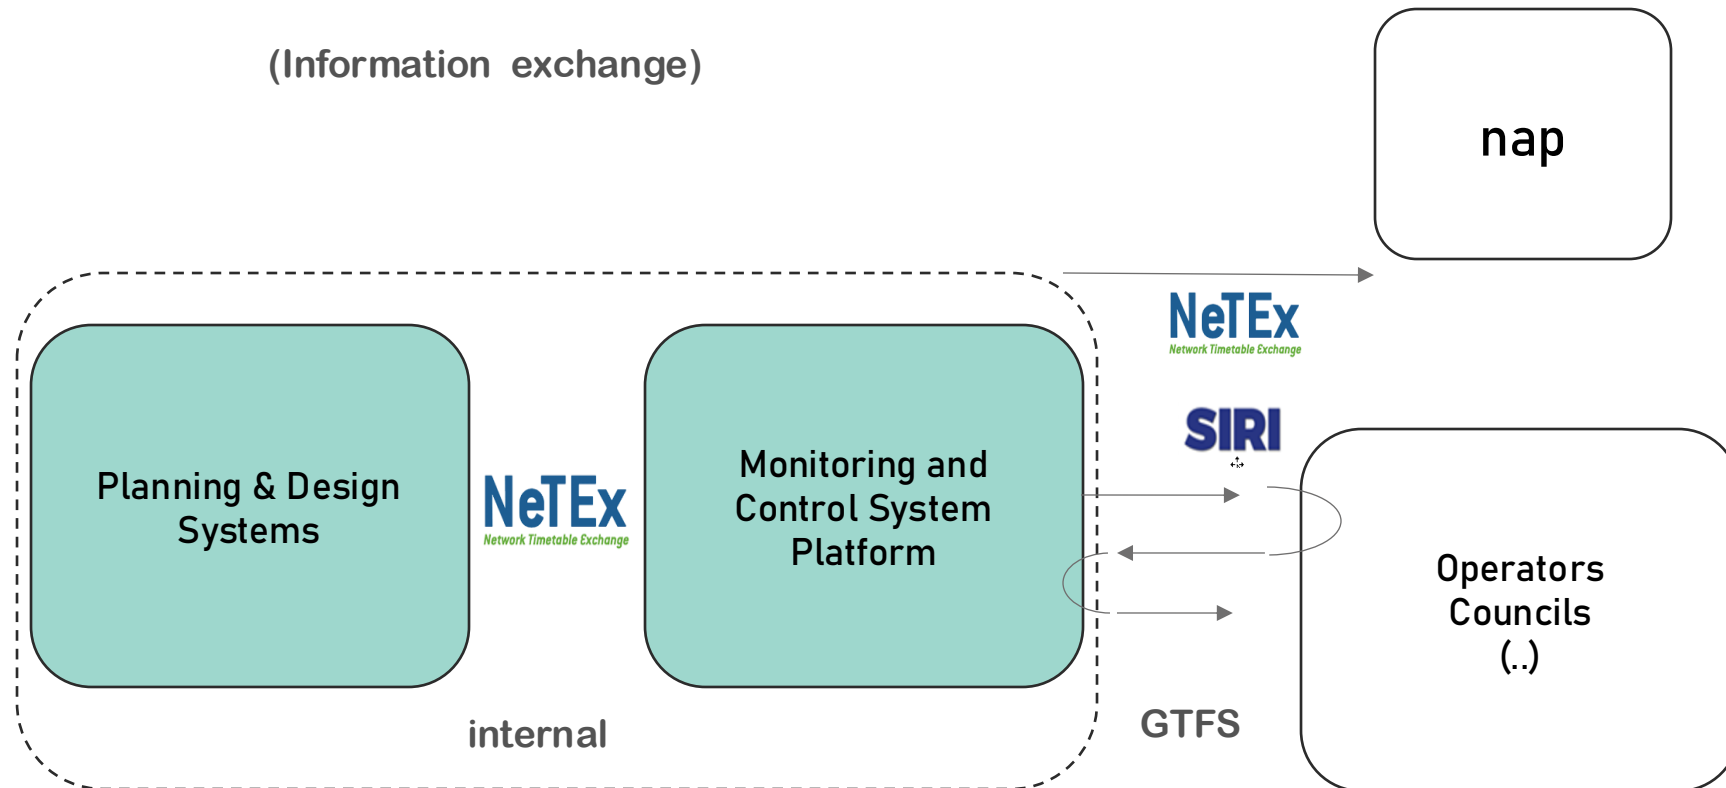 (Information exchange)
nap
NeTEx
Network Timetable Exchange
SIRI
Planning & Design
Systems
NeTEx
Network Timetable Exchange
Monitoring and
Control System
Platform
Operators
Councils
(..)
internal
GTFS